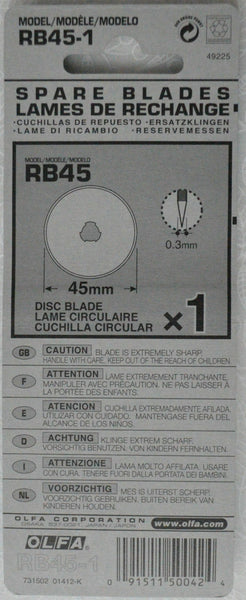 MODEL/MODÈLE/MODELO
RB45-1
49225
SPARE BLADES
LAMES DE RECHANGE
·CUCHILLAS DE REPUESTO ·ERSATZKLINGEN
·LAME DI RICAMBIO ·RESERVEMESSEN
MODEL/MODÈLE/MODELO
RB45
0.3mm
45mm
DISC BLADE
LAME CIRCULAIRE
CUCHILLA CIRCULAR
×1
GB CAUTION BLADE IS EXTREMELY SHARP.
HANDLE WITH CARE, KEEP OUT OF THE REACH OF CHILDREN.
F ATTENTION LAME EXTREMEMENT TRANCHANTE.
MANIPULER AVEC PRÉCAUTION. NE PAS LAISSER À
LA PORTÉE DES ENFANTS.
E ATENCION CUCHILLA EXTREMADAMENTE AFILADA.
UTILIZAR CON CUIDADO. MANTENGASE FUERA DEL
ALCANCE DE LOS NIÑOS.
D ACHTUNG KLINGE EXTREM SCHARF.
VORSICHTIG BENÜTZEN. VON KINDERN FERNHALTEN.
I ATTENZIONE LAMA MOLTO AFFILATA. USARE
CON CURA. TENERE FUORI DALLA PORTATA DEI BAMBINI.
NL VOORZICHTIG MES IS UITERST SCHERP.
VOORZICHTIG GEBRUIKEN. BUITEN BEREIK VAN
KINDEREN HOUDEN.
OLFA CORPORATION
OSAKA JAPAN
www.olfa.com
OLFA
RB45-1
731502 01412-K
0 91511 50042 4